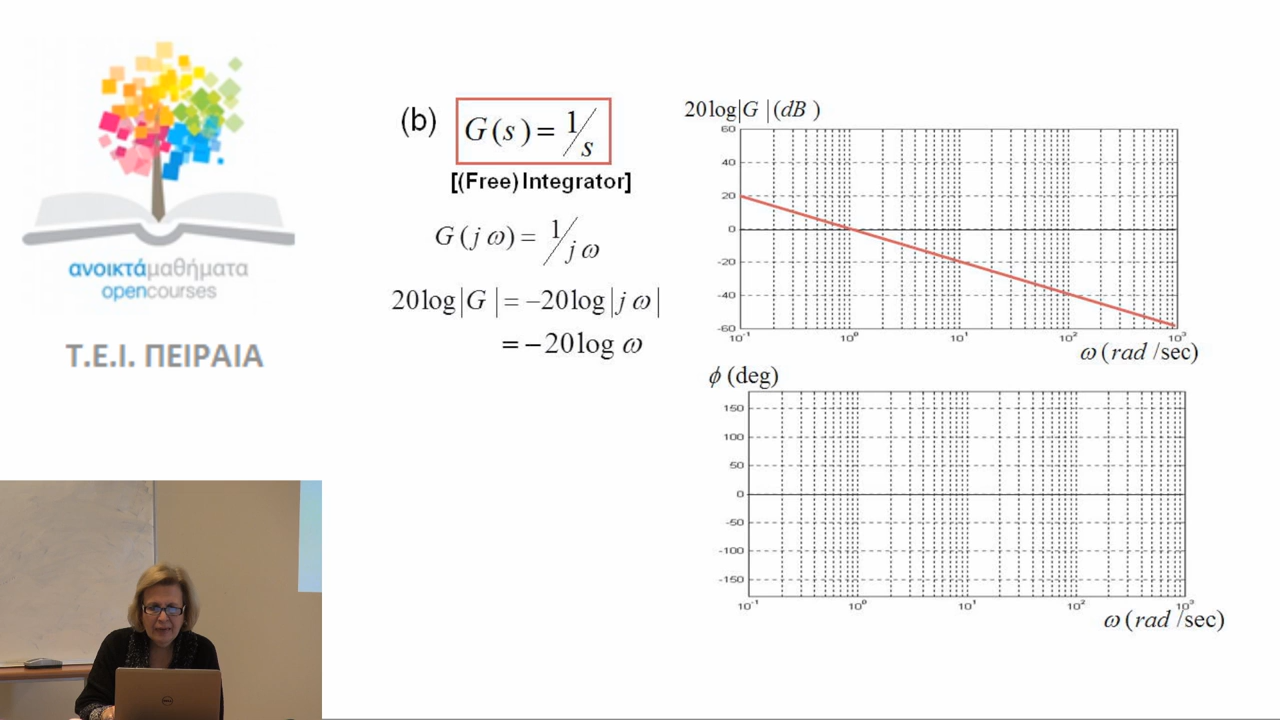 ανοικτάμαθήματα
opencourses
Τ.Ε.Ι. ΠΕΙΡΑΙΑ
(b) G(s) = 1/s
[(Free) Integrator]
G(jω) = 1/jω
20log|G| = −20log|jω|
= −20log ω
20log|G|(dB)
60
40
20
0
-20
-40
-60
10⁻¹ 10⁰ 10¹ 10² 10³
ω (rad/sec)
ϕ (deg)
150
100
50
0
-50
-100
-150
10⁻¹ 10⁰ 10¹ 10² 10³
ω (rad/sec)